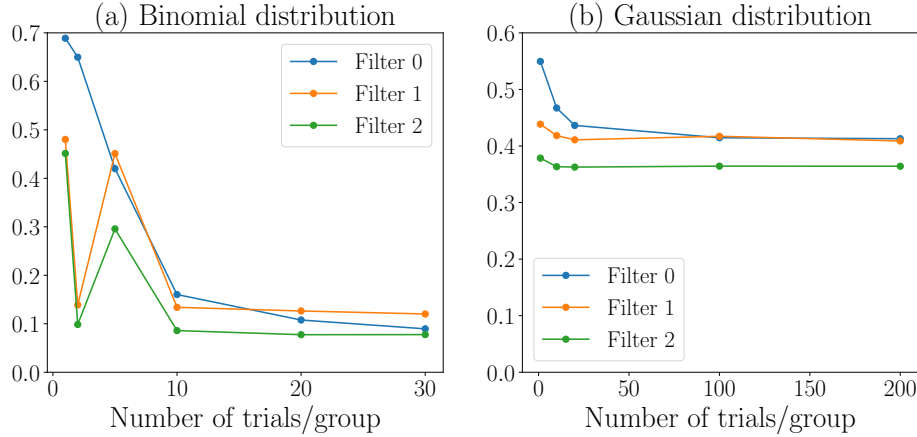 (a) Binomial distribution
0.7
0.6
0.5
0.4
0.3
0.2
0.1
0.0
0
10
20
30
Number of trials/group
Filter 0
Filter 1
Filter 2
(b) Gaussian distribution
0.6
0.5
0.4
0.3
0.2
0.1
0.0
0
50
100
150
200
Number of trials/group
Filter 0
Filter 1
Filter 2